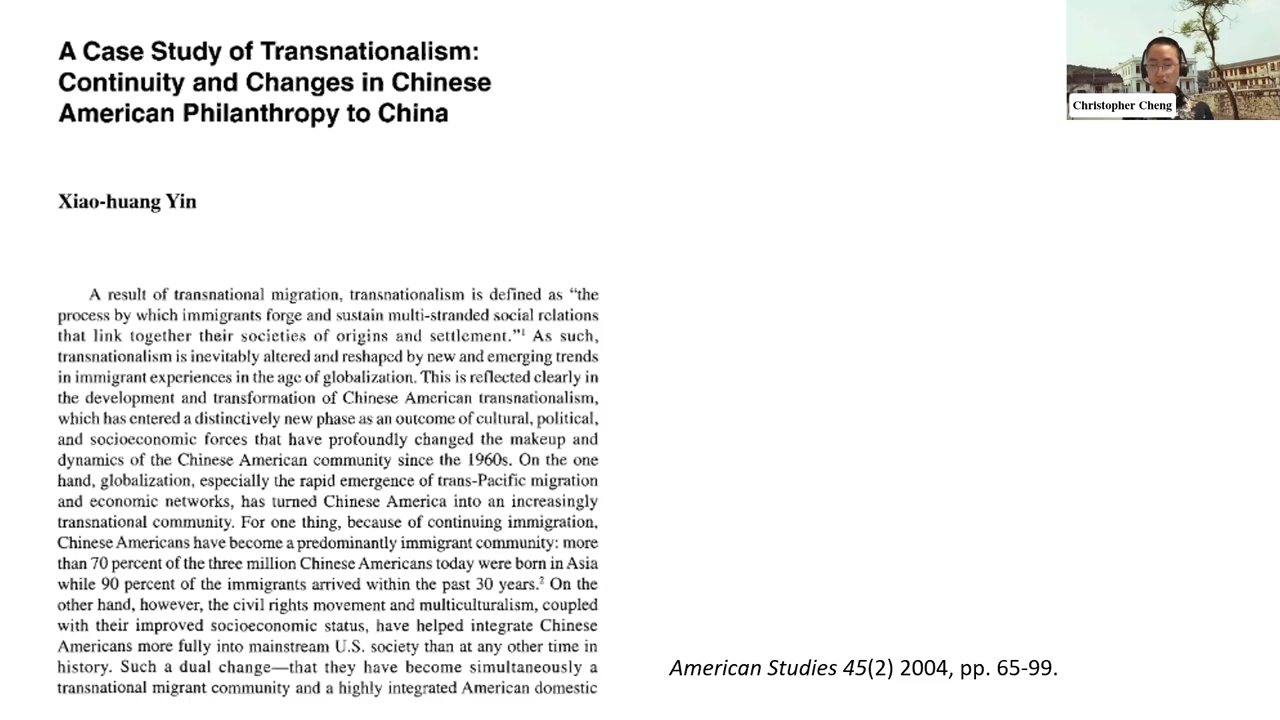 A Case Study of Transnationalism:
Continuity and Changes in Chinese
American Philanthropy to China
Christopher Cheng
Xiao-huang Yin
A result of transnational migration, transnationalism is defined as “the
process by which immigrants forge and sustain multi-stranded social relations
that link together their societies of origins and settlement.”¹ As such,
transnationalism is inevitably altered and reshaped by new and emerging trends
in immigrant experiences in the age of globalization. This is reflected clearly in
the development and transformation of Chinese American transnationalism,
which has entered a distinctively new phase as an outcome of cultural, political,
and socioeconomic forces that have profoundly changed the makeup and
dynamics of the Chinese American community since the 1960s. On the one
hand, globalization, especially the rapid emergence of trans-Pacific migration
and economic networks, has turned Chinese America into an increasingly
transnational community. For one thing, because of continuing immigration,
Chinese Americans have become a predominantly immigrant community: more
than 70 percent of the three million Chinese Americans today were born in Asia
while 90 percent of the immigrants arrived within the past 30 years.² On the
other hand, however, the civil rights movement and multiculturalism, coupled
with their improved socioeconomic status, have helped integrate Chinese
Americans more fully into mainstream U.S. society than at any other time in
history. Such a dual change—that they have become simultaneously a
transnational migrant community and a highly integrated American domestic
American Studies 45(2) 2004, pp. 65-99.